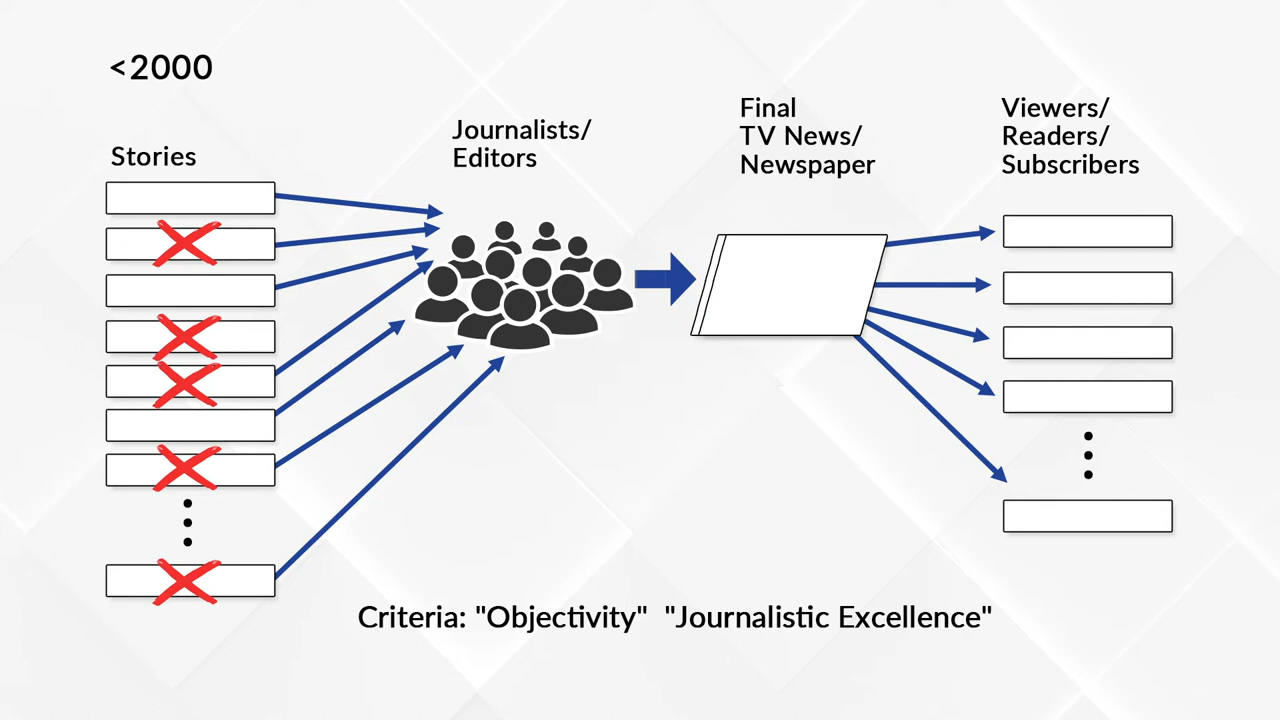 <2000
Stories
Journalists/
Editors
Final
TV News/
Newspaper
Viewers/
Readers/
Subscribers
Criteria: "Objectivity" "Journalistic Excellence"